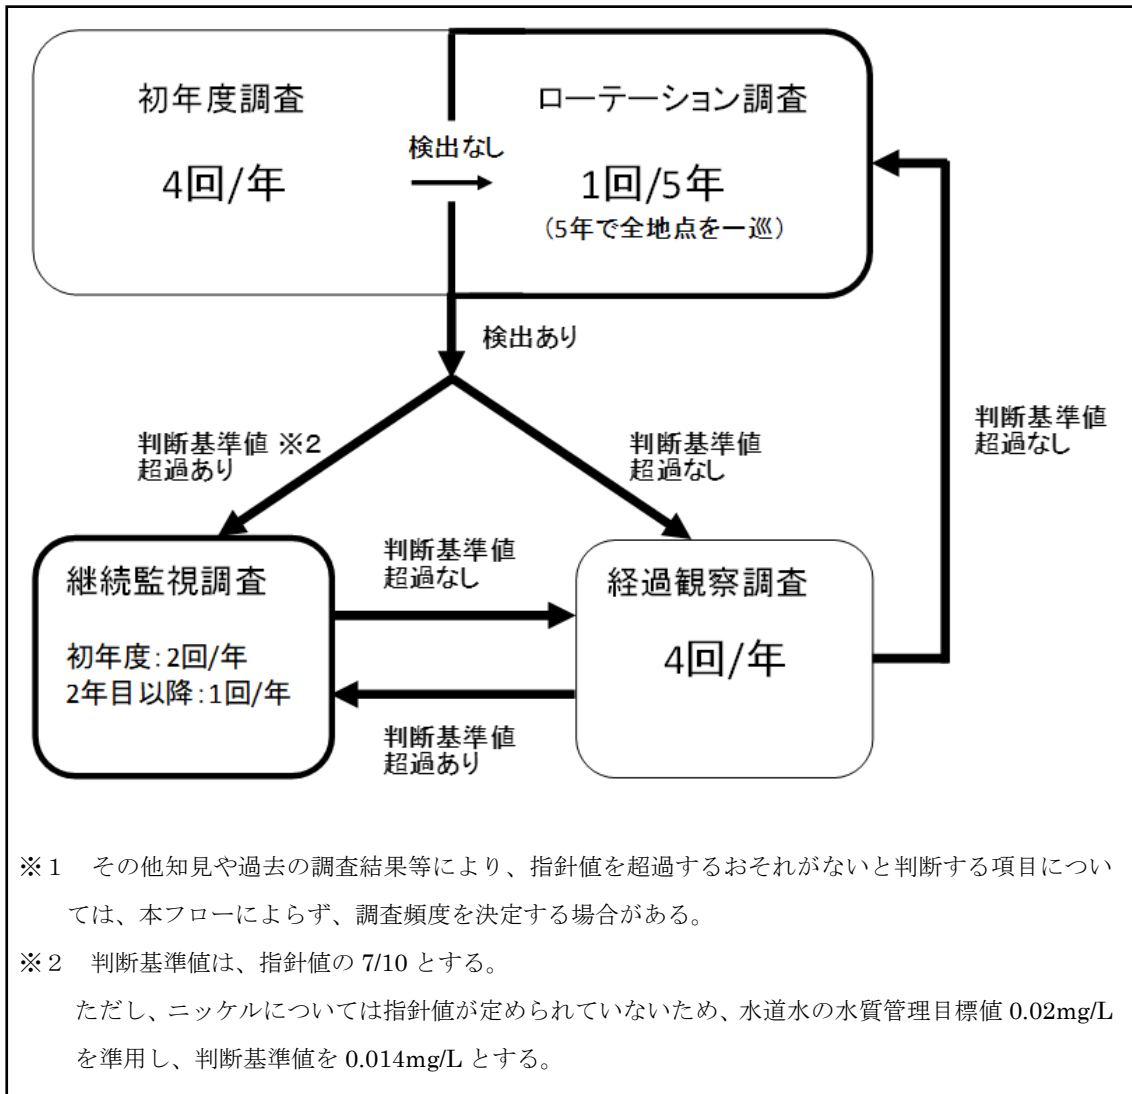 初年度調査
4回/年
検出なし
ローテーション調査
1回/5年
(5年で全地点を一巡)
検出あり
判断基準値 ※2
超過あり
判断基準値
超過なし
判断基準値
超過なし
継続監視調査
初年度:2回/年
2年目以降:1回/年
判断基準値
超過なし
判断基準値
超過あり
経過観察調査
4回/年
※１　その他知見や過去の調査結果等により、指針値を超過するおそれがないと判断する項目につい
ては、本フローによらず、調査頻度を決定する場合がある。
※２　判断基準値は、指針値の 7/10 とする。
ただし、ニッケルについては指針値が定められていないため、水道水の水質管理目標値 0.02mg/L
を準用し、判断基準値を 0.014mg/L とする。